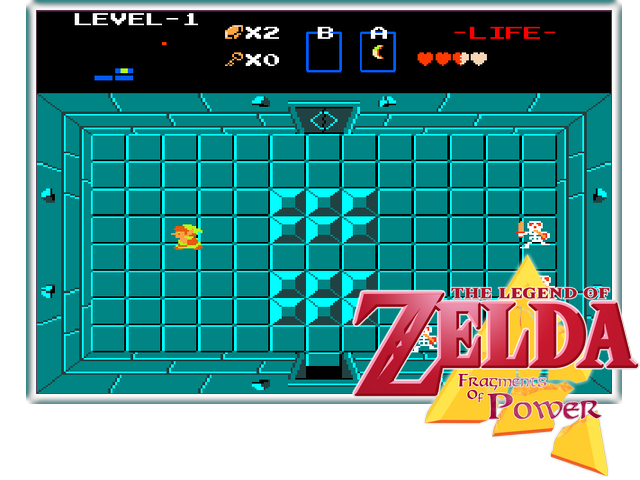 LEVEL-1
X2
X0
B
A
-LIFE-
THE LEGEND OF
ZELDA
Fragments
Of
Power